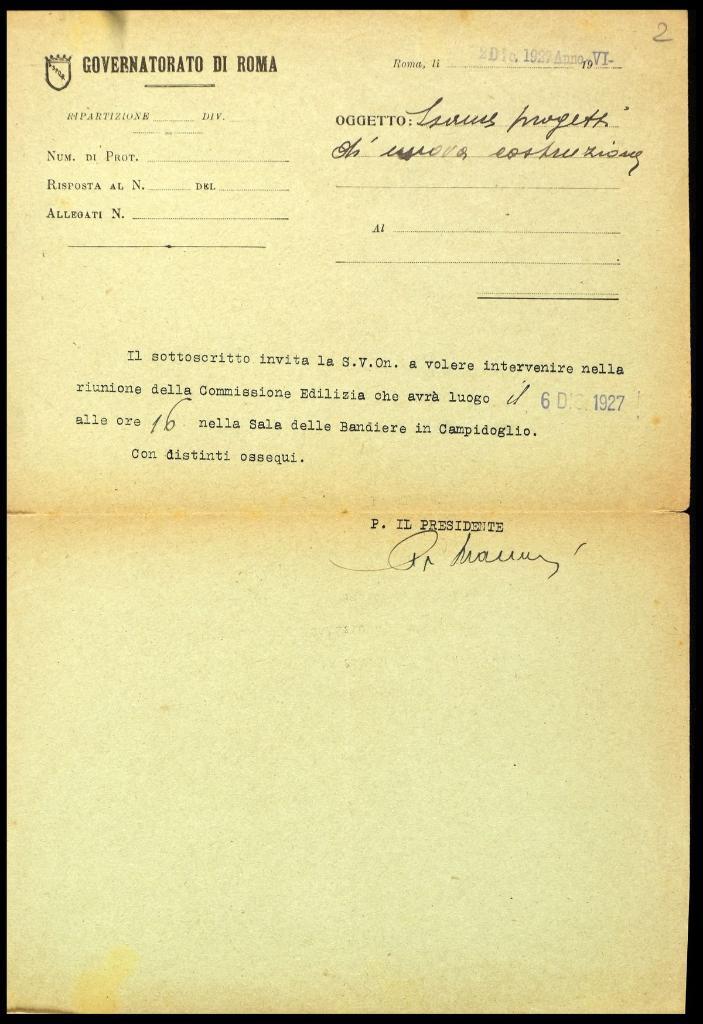 2
GOVERNATORATO DI ROMA
Roma, li 2 Dic. 1927 Anno VI- 19
RIPARTIZIONE DIV.
OGGETTO: Esame progetti
di nuova costruzione
NUM. DI PROT.
RISPOSTA AL N. DEL
ALLEGATI N.
Al
Il sottoscritto invita la S.V.On. a volere intervenire nella
riunione della Commissione Edilizia che avrà luogo il 6 DIC. 1927
alle ore 16 nella Sala delle Bandiere in Campidoglio.
Con distinti ossequi.
P. IL PRESIDENTE